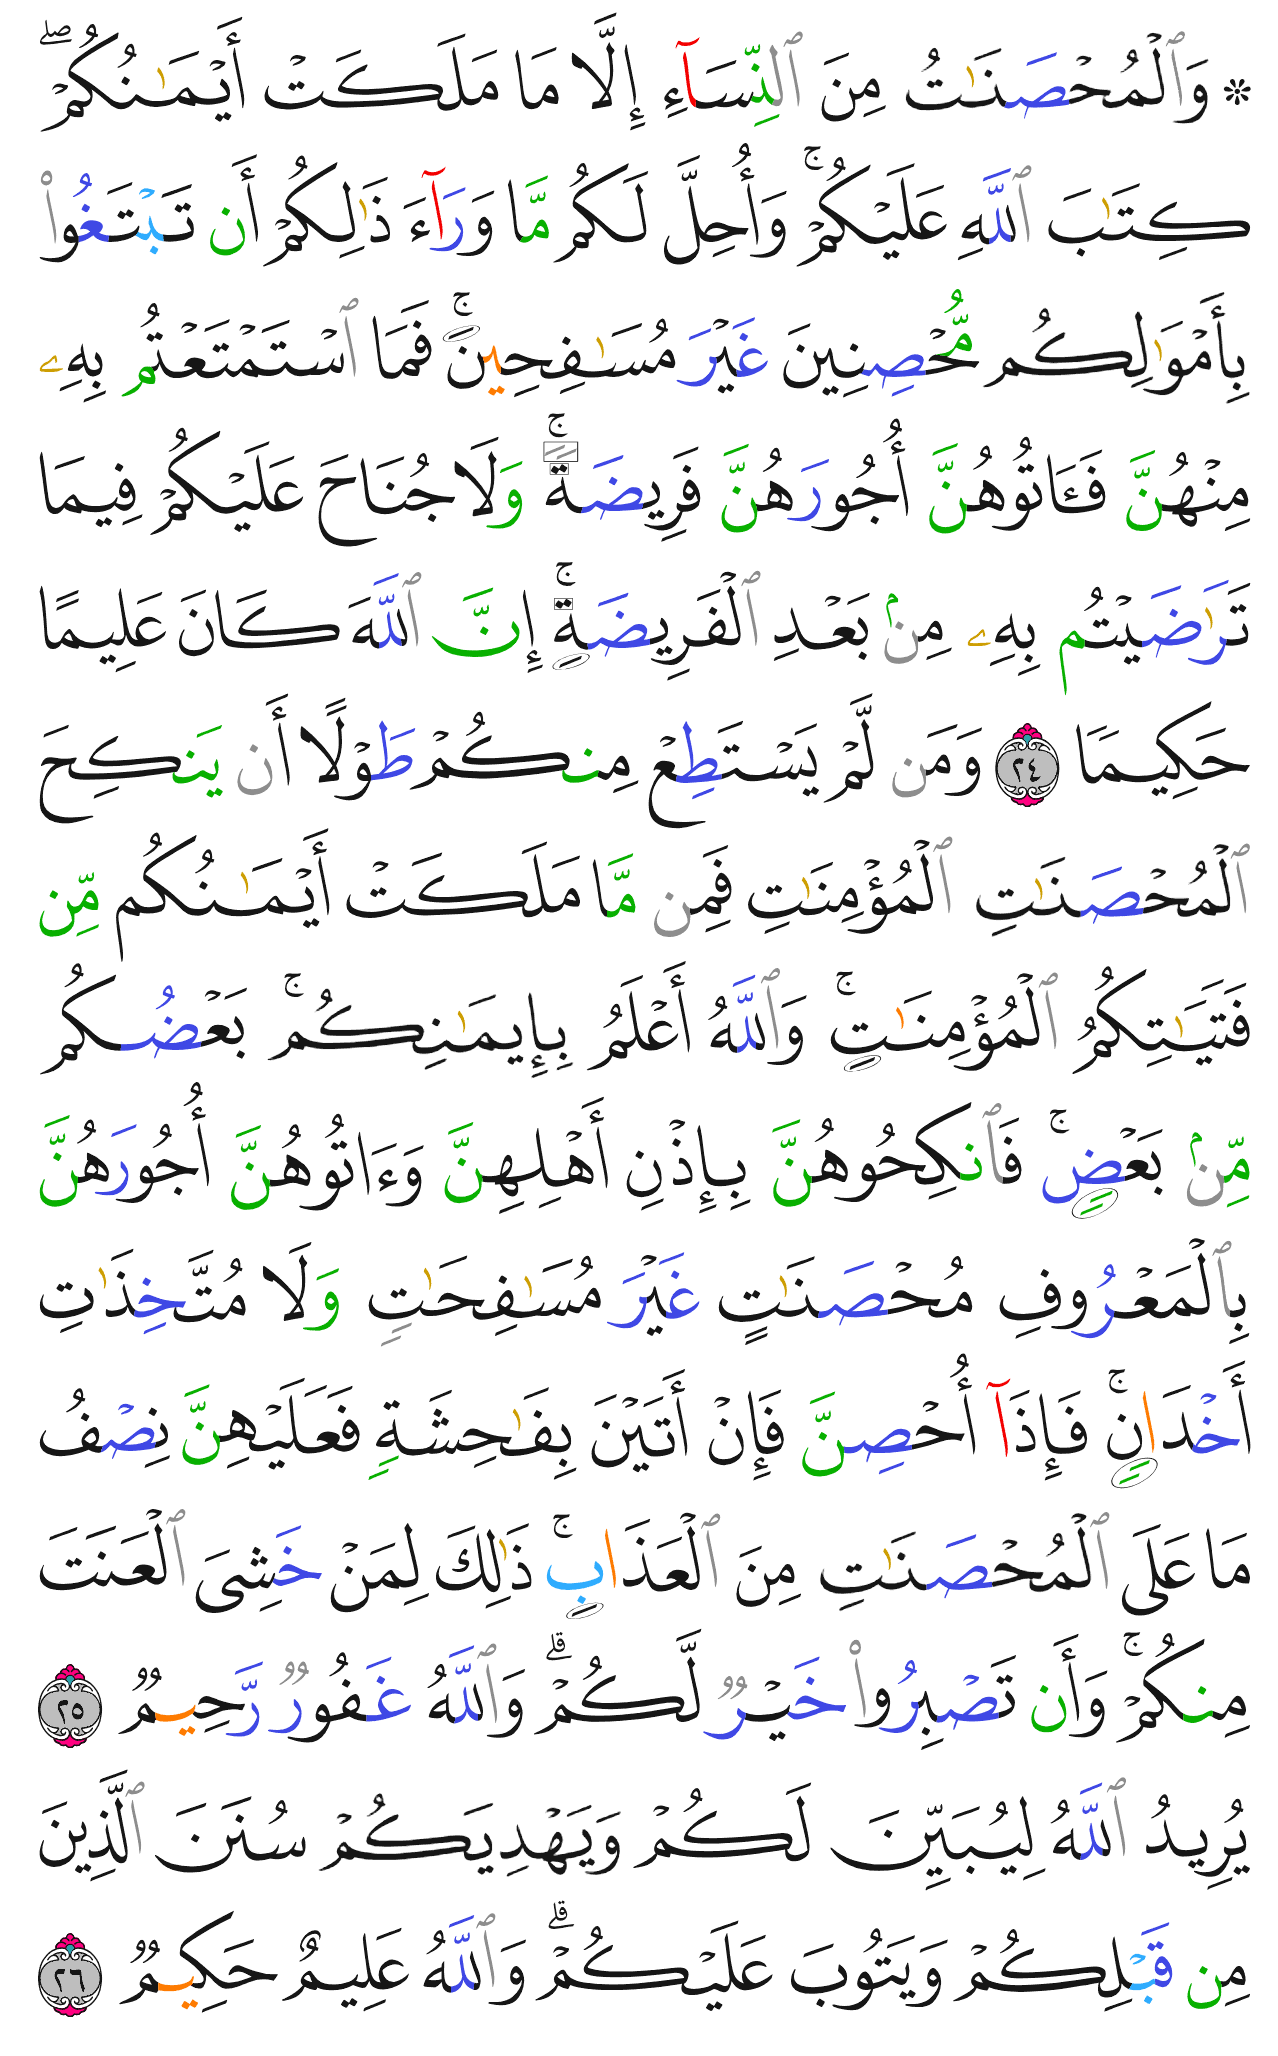 ۞ وَٱلْمُحْصَنَـٰتُ مِنَ ٱلنِّسَآءِ إِلَّا مَا مَلَكَتْ أَيْمَـٰنُكُمْ ۖ
كِتَـٰبَ ٱللَّهِ عَلَيْكُمْ ۚ وَأُحِلَّ لَكُم مَّا وَرَآءَ ذَٰلِكُمْ أَن تَبْتَغُوا۟
بِأَمْوَٰلِكُم مُّحْصِنِينَ غَيْرَ مُسَـٰفِحِينَ ۚ فَمَا ٱسْتَمْتَعْتُم بِهِۦ
مِنْهُنَّ فَـَٔاتُوهُنَّ أُجُورَهُنَّ فَرِيضَةً ۚ وَلَا جُنَاحَ عَلَيْكُمْ فِيمَا
تَرَٰضَيْتُم بِهِۦ مِنۢ بَعْدِ ٱلْفَرِيضَةِ ۚ إِنَّ ٱللَّهَ كَانَ عَلِيمًا
حَكِيمًا ٢٤ وَمَن لَّمْ يَسْتَطِعْ مِنكُمْ طَوْلًا أَن يَنكِحَ
ٱلْمُحْصَنَـٰتِ ٱلْمُؤْمِنَـٰتِ فَمِن مَّا مَلَكَتْ أَيْمَـٰنُكُم مِّن
فَتَيَـٰتِكُمُ ٱلْمُؤْمِنَـٰتِ ۚ وَٱللَّهُ أَعْلَمُ بِإِيمَـٰنِكُم ۚ بَعْضُكُم
مِّنۢ بَعْضٍ ۚ فَٱنكِحُوهُنَّ بِإِذْنِ أَهْلِهِنَّ وَءَاتُوهُنَّ أُجُورَهُنَّ
بِٱلْمَعْرُوفِ مُحْصَنَـٰتٍ غَيْرَ مُسَـٰفِحَـٰتٍ وَلَا مُتَّخِذَٰتِ
أَخْدَانٍ ۚ فَإِذَآ أُحْصِنَّ فَإِنْ أَتَيْنَ بِفَـٰحِشَةٍ فَعَلَيْهِنَّ نِصْفُ
مَا عَلَى ٱلْمُحْصَنَـٰتِ مِنَ ٱلْعَذَابِ ۚ ذَٰلِكَ لِمَنْ خَشِىَ ٱلْعَنَتَ
مِنكُمْ ۚ وَأَن تَصْبِرُوا۟ خَيْرٌ لَّكُمْ ۗ وَٱللَّهُ غَفُورٌ رَّحِيمٌ ٢٥
يُرِيدُ ٱللَّهُ لِيُبَيِّنَ لَكُمْ وَيَهْدِيَكُمْ سُنَنَ ٱلَّذِينَ
مِن قَبْلِكُمْ وَيَتُوبَ عَلَيْكُمْ ۗ وَٱللَّهُ عَلِيمٌ حَكِيمٌ ٢٦